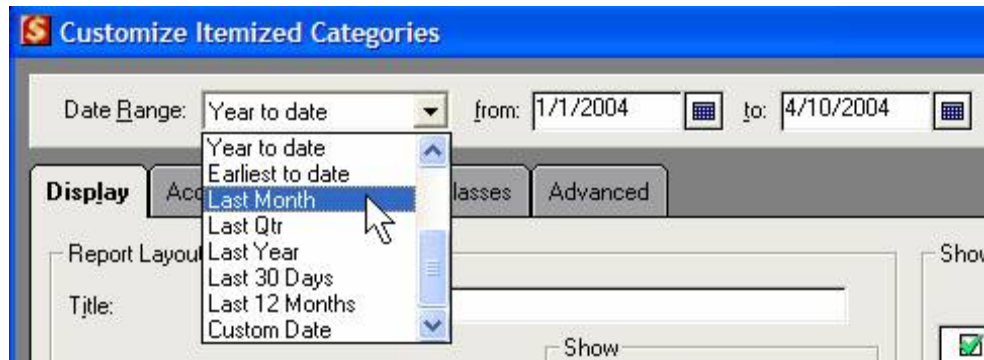 Customize Itemized Categories
Date Range: Year to date from: 1/1/2004 to: 4/10/2004
Year to date
Earliest to date
Display Last Month Advanced
Last Qtr
Report Layout Last Year
Last 30 Days
Title: Last 12 Months
Custom Date
Show